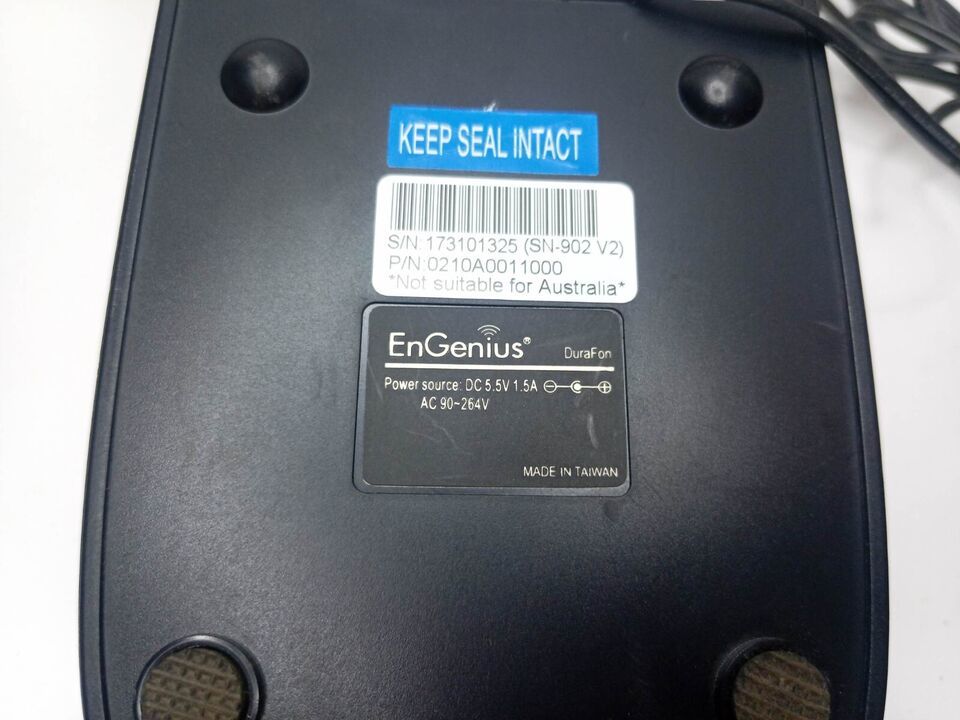 KEEP SEAL INTACT
S/N:173101325 (SN-902 V2)
P/N:0210A0011000
*Not suitable for Australia*
EnGenius®
DuraFon
Power source: DC 5.5V 1.5A
AC 90~264V
MADE IN TAIWAN